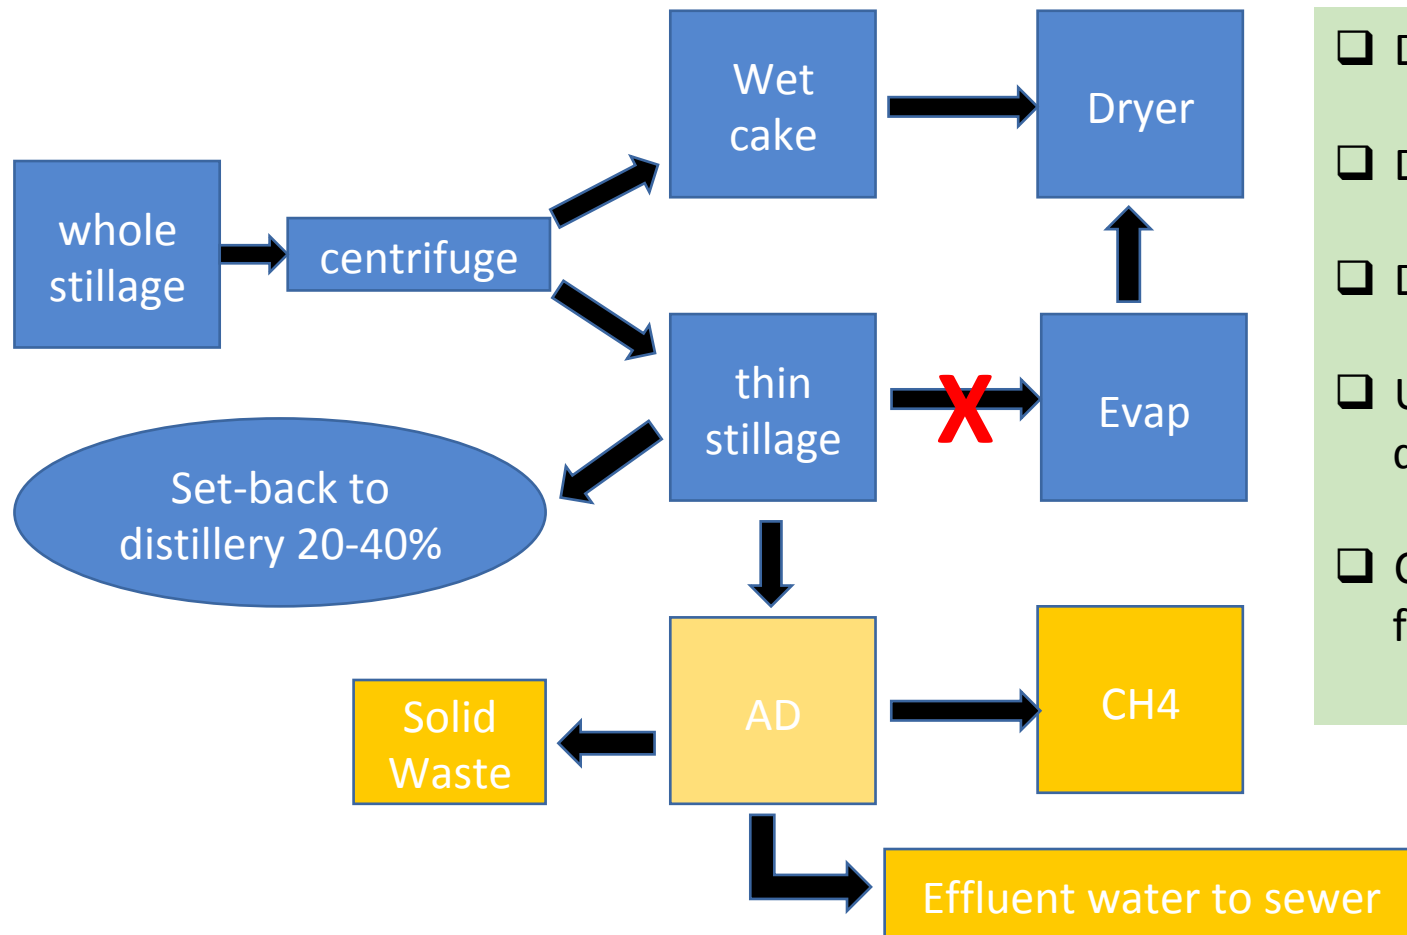 whole
stillage
centrifuge
Wet
cake
Dryer
thin
stillage
X
Evap
Set-back to
distillery 20-40%
AD
CH4
Solid
Waste
Effluent water to sewer